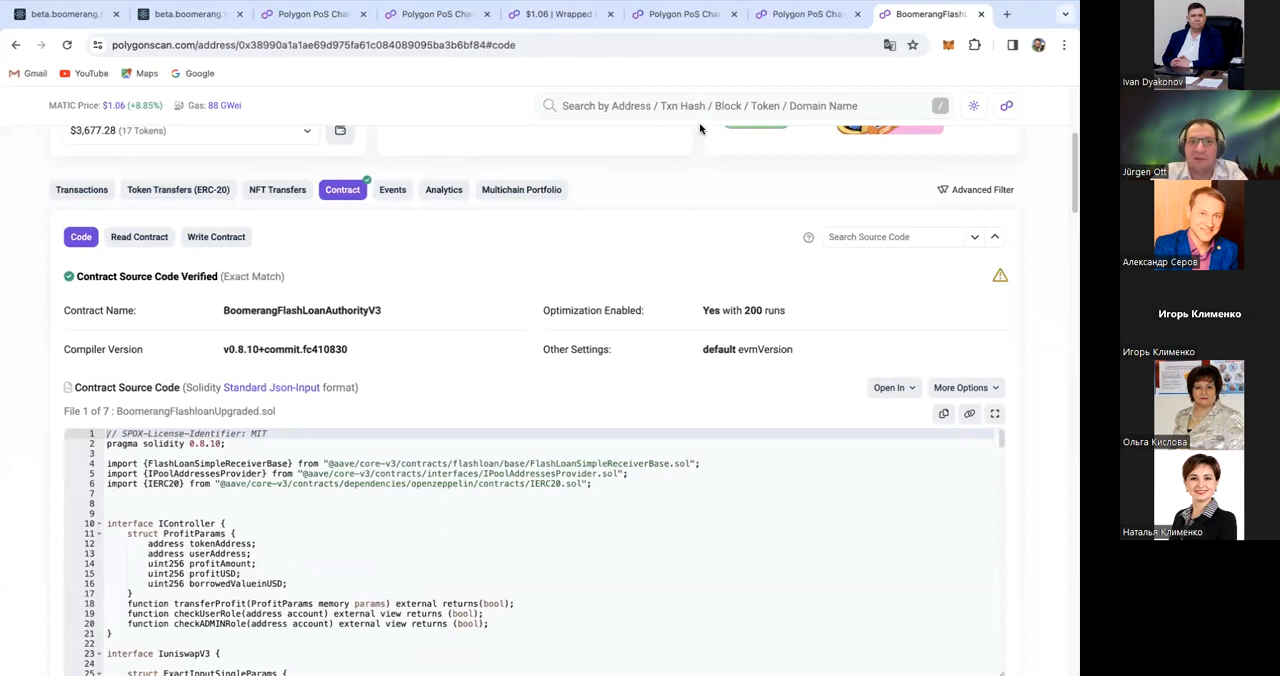 beta.boomerang.t
beta.boomerang.n
Polygon PoS Cha
Polygon PoS Cha
$1.06 | Wrapped
Polygon PoS Cha
Polygon PoS Cha
BoomerangFlashL
polygonscan.com/address/0x38990a1a1ae69d975fa61c084089095ba3b6bf84#code
Gmail YouTube Maps Google
MATIC Price: $1.06 (+8.85%) Gas: 88 GWei
Search by Address / Txn Hash / Block / Token / Domain Name /
$3,677.28 (17 Tokens)
Transactions Token Transfers (ERC-20) NFT Transfers Contract Events Analytics Multichain Portfolio Advanced Filter
Code Read Contract Write Contract Search Source Code
Contract Source Code Verified (Exact Match)
Contract Name: BoomerangFlashLoanAuthorityV3 Optimization Enabled: Yes with 200 runs
Compiler Version v0.8.10+commit.fc410830 Other Settings: default evmVersion
Contract Source Code (Solidity Standard Json-Input format) Open In More Options
File 1 of 7 : BoomerangFlashloanUpgraded.sol
1 // SPDX-License-Identifier: MIT
2 pragma solidity 0.8.10;
3
4 import {FlashLoanSimpleReceiverBase} from "@aave/core-v3/contracts/flashloan/base/FlashLoanSimpleReceiverBase.sol";
5 import {IPoolAddressesProvider} from "@aave/core-v3/contracts/interfaces/IPoolAddressesProvider.sol";
6 import {IERC20} from "@aave/core-v3/contracts/dependencies/openzeppelin/contracts/IERC20.sol";
7
8
9
10 interface IController {
11 struct ProfitParams {
12 address tokenAddress;
13 address userAddress;
14 uint256 profitAmount;
15 uint256 profitUSD;
16 uint256 borrowedValueinUSD;
17 }
18 function transferProfit(ProfitParams memory params) external returns(bool);
19 function checkUserRole(address account) external view returns (bool);
20 function checkADMINRole(address account) external view returns (bool);
21 }
22
23 interface IuniswapV3 {
24
25 struct ExactInputSingleParams {
Ivan Dyakonov
Jürgen Ott
Александр Серов
Игорь Клименко
Игорь Клименко
Ольга Кислова
Наталья Клименко